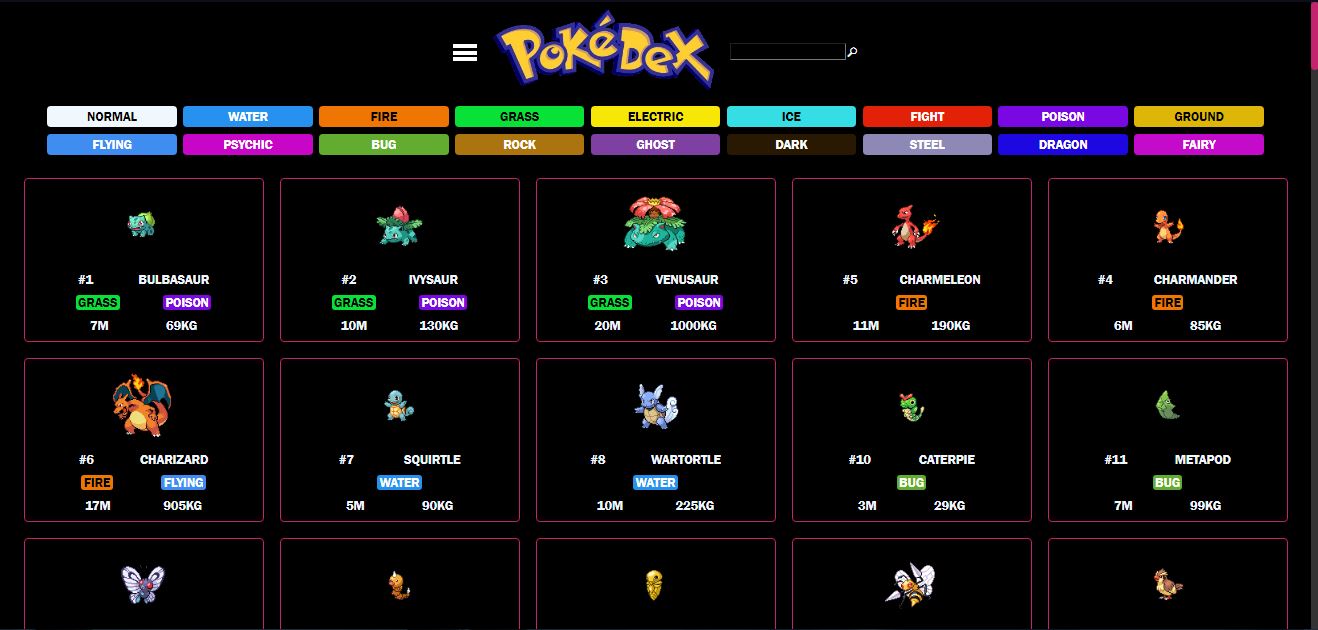 PoKéDeX
NORMAL WATER FIRE GRASS ELECTRIC ICE FIGHT POISON GROUND
FLYING PSYCHIC BUG ROCK GHOST DARK STEEL DRAGON FAIRY
#1 BULBASAUR
GRASS POISON
7M 69KG
#2 IVYSAUR
GRASS POISON
10M 130KG
#3 VENUSAUR
GRASS POISON
20M 1000KG
#5 CHARMELEON
FIRE
11M 190KG
#4 CHARMANDER
FIRE
6M 85KG
#6 CHARIZARD
FIRE FLYING
17M 905KG
#7 SQUIRTLE
WATER
5M 90KG
#8 WARTORTLE
WATER
10M 225KG
#10 CATERPIE
BUG
3M 29KG
#11 METAPOD
BUG
7M 99KG